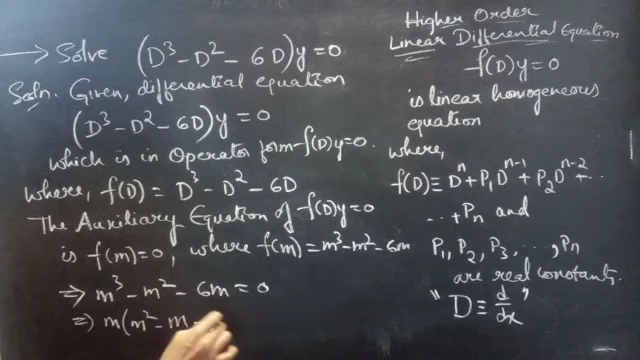 → Solve (D³ - D² - 6D)y = 0
Soln. Given, differential equation
(D³ - D² - 6D)y = 0
which is in Operator form f(D)y=0.
where, f(D) = D³ - D² - 6D
The Auxiliary Equation of f(D)y=0
is f(m)=0, where f(m)=m³-m²-6m
⇒ m³ - m² - 6m = 0
⇒ m(m² - m -
Higher Order
Linear Differential Equation
f(D)y=0
is linear homogeneous
equation
where,
f(D) ≡ Dⁿ + P₁Dⁿ⁻¹ + P₂Dⁿ⁻² + ..
..+Pn and
P₁, P₂, P₃, ..., Pn
are real constants.
"D ≡ d/dx"